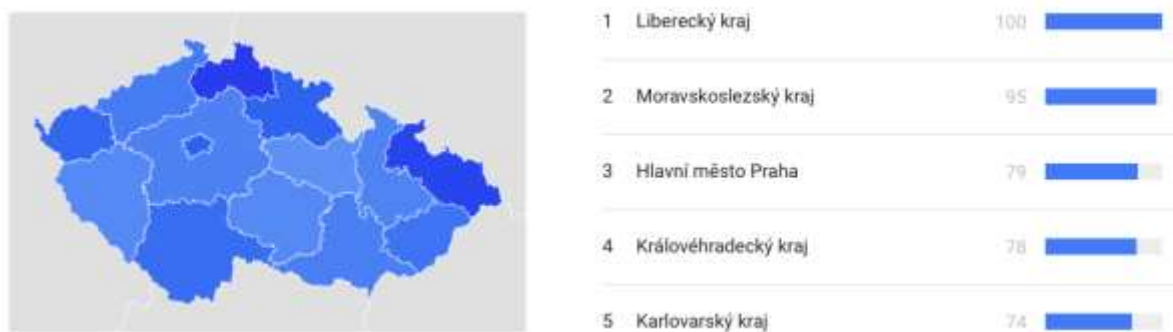 1 Liberecký kraj 100
2 Moravskoslezský kraj 95
3 Hlavní město Praha 79
4 Královéhradecký kraj 78
5 Karlovarský kraj 74